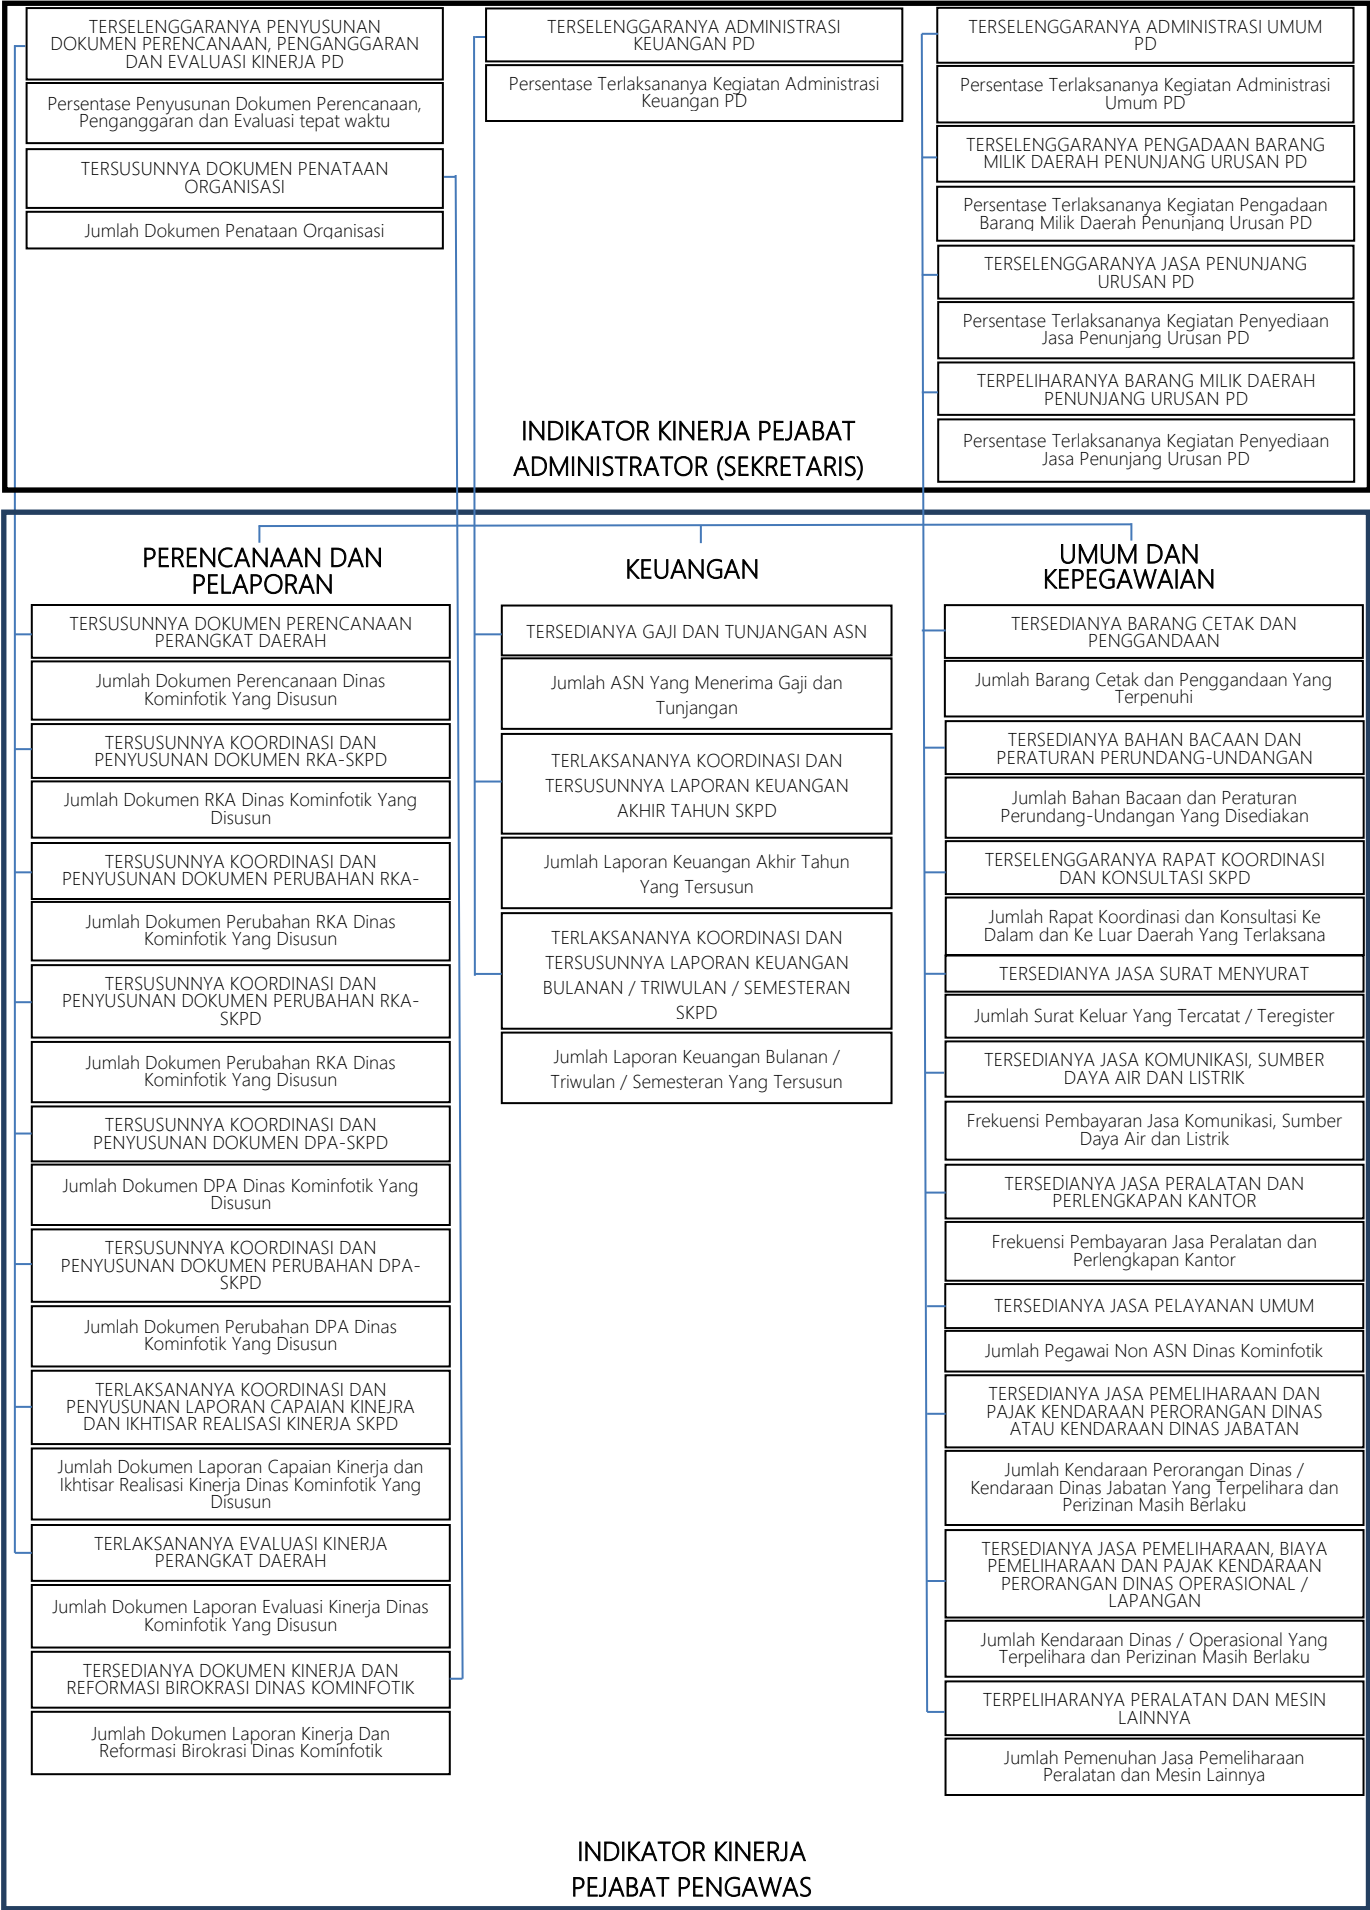 TERSELENGGARANYA PENYUSUNAN
DOKUMEN PERENCANAAN, PENGANGGARAN
DAN EVALUASI KINERJA PD
Persentase Penyusunan Dokumen Perencanaan,
Penganggaran dan Evaluasi tepat waktu
TERSUSUNNYA DOKUMEN PENATAAN
ORGANISASI
Jumlah Dokumen Penataan Organisasi
TERSELENGGARANYA ADMINISTRASI
KEUANGAN PD
Persentase Terlaksananya Kegiatan Administrasi
Keuangan PD
TERSELENGGARANYA ADMINISTRASI UMUM
PD
Persentase Terlaksananya Kegiatan Administrasi
Umum PD
TERSELENGGARANYA PENGADAAN BARANG
MILIK DAERAH PENUNJANG URUSAN PD
Persentase Terlaksananya Kegiatan Pengadaan
Barang Milik Daerah Penunjang Urusan PD
TERSELENGGARANYA JASA PENUNJANG
URUSAN PD
Persentase Terlaksananya Kegiatan Penyediaan
Jasa Penunjang Urusan PD
TERPELIHARANYA BARANG MILIK DAERAH
PENUNJANG URUSAN PD
Persentase Terlaksananya Kegiatan Penyediaan
Jasa Penunjang Urusan PD
INDIKATOR KINERJA PEJABAT
ADMINISTRATOR (SEKRETARIS)
PERENCANAAN DAN
PELAPORAN
TERSUSUNNYA DOKUMEN PERENCANAAN
PERANGKAT DAERAH
Jumlah Dokumen Perencanaan Dinas
Kominfotik Yang Disusun
TERSUSUNNYA KOORDINASI DAN
PENYUSUNAN DOKUMEN RKA-SKPD
Jumlah Dokumen RKA Dinas Kominfotik Yang
Disusun
TERSUSUNNYA KOORDINASI DAN
PENYUSUNAN DOKUMEN PERUBAHAN RKA-
Jumlah Dokumen Perubahan RKA Dinas
Kominfotik Yang Disusun
TERSUSUNNYA KOORDINASI DAN
PENYUSUNAN DOKUMEN PERUBAHAN RKA-
SKPD
Jumlah Dokumen Perubahan RKA Dinas
Kominfotik Yang Disusun
TERSUSUNNYA KOORDINASI DAN
PENYUSUNAN DOKUMEN DPA-SKPD
Jumlah Dokumen DPA Dinas Kominfotik Yang
Disusun
TERSUSUNNYA KOORDINASI DAN
PENYUSUNAN DOKUMEN PERUBAHAN DPA-
SKPD
Jumlah Dokumen Perubahan DPA Dinas
Kominfotik Yang Disusun
TERLAKSANANYA KOORDINASI DAN
PENYUSUNAN LAPORAN CAPAIAN KINEJRA
DAN IKHTISAR REALISASI KINERJA SKPD
Jumlah Dokumen Laporan Capaian Kinerja dan
Ikhtisar Realisasi Kinerja Dinas Kominfotik Yang
Disusun
TERLAKSANANYA EVALUASI KINERJA
PERANGKAT DAERAH
Jumlah Dokumen Laporan Evaluasi Kinerja Dinas
Kominfotik Yang Disusun
TERSEDIANYA DOKUMEN KINERJA DAN
REFORMASI BIROKRASI DINAS KOMINFOTIK
Jumlah Dokumen Laporan Kinerja Dan
Reformasi Birokrasi Dinas Kominfotik
KEUANGAN
TERSEDIANYA GAJI DAN TUNJANGAN ASN
Jumlah ASN Yang Menerima Gaji dan
Tunjangan
TERLAKSANANYA KOORDINASI DAN
TERSUSUNNYA LAPORAN KEUANGAN
AKHIR TAHUN SKPD
Jumlah Laporan Keuangan Akhir Tahun
Yang Tersusun
TERLAKSANANYA KOORDINASI DAN
TERSUSUNNYA LAPORAN KEUANGAN
BULANAN / TRIWULAN / SEMESTERAN
SKPD
Jumlah Laporan Keuangan Bulanan /
Triwulan / Semesteran Yang Tersusun
UMUM DAN
KEPEGAWAIAN
TERSEDIANYA BARANG CETAK DAN
PENGGANDAAN
Jumlah Barang Cetak dan Penggandaan Yang
Terpenuhi
TERSEDIANYA BAHAN BACAAN DAN
PERATURAN PERUNDANG-UNDANGAN
Jumlah Bahan Bacaan dan Peraturan
Perundang-Undangan Yang Disediakan
TERSELENGGARANYA RAPAT KOORDINASI
DAN KONSULTASI SKPD
Jumlah Rapat Koordinasi dan Konsultasi Ke
Dalam dan Ke Luar Daerah Yang Terlaksana
TERSEDIANYA JASA SURAT MENYURAT
Jumlah Surat Keluar Yang Tercatat / Teregister
TERSEDIANYA JASA KOMUNIKASI, SUMBER
DAYA AIR DAN LISTRIK
Frekuensi Pembayaran Jasa Komunikasi, Sumber
Daya Air dan Listrik
TERSEDIANYA JASA PERALATAN DAN
PERLENGKAPAN KANTOR
Frekuensi Pembayaran Jasa Peralatan dan
Perlengkapan Kantor
TERSEDIANYA JASA PELAYANAN UMUM
Jumlah Pegawai Non ASN Dinas Kominfotik
TERSEDIANYA JASA PEMELIHARAAN DAN
PAJAK KENDARAAN PERORANGAN DINAS
ATAU KENDARAAN DINAS JABATAN
Jumlah Kendaraan Perorangan Dinas /
Kendaraan Dinas Jabatan Yang Terpelihara dan
Perizinan Masih Berlaku
TERSEDIANYA JASA PEMELIHARAAN, BIAYA
PEMELIHARAAN DAN PAJAK KENDARAAN
PERORANGAN DINAS OPERASIONAL /
LAPANGAN
Jumlah Kendaraan Dinas / Operasional Yang
Terpelihara dan Perizinan Masih Berlaku
TERPELIHARANYA PERALATAN DAN MESIN
LAINNYA
Jumlah Pemenuhan Jasa Pemeliharaan
Peralatan dan Mesin Lainnya
INDIKATOR KINERJA
PEJABAT PENGAWAS